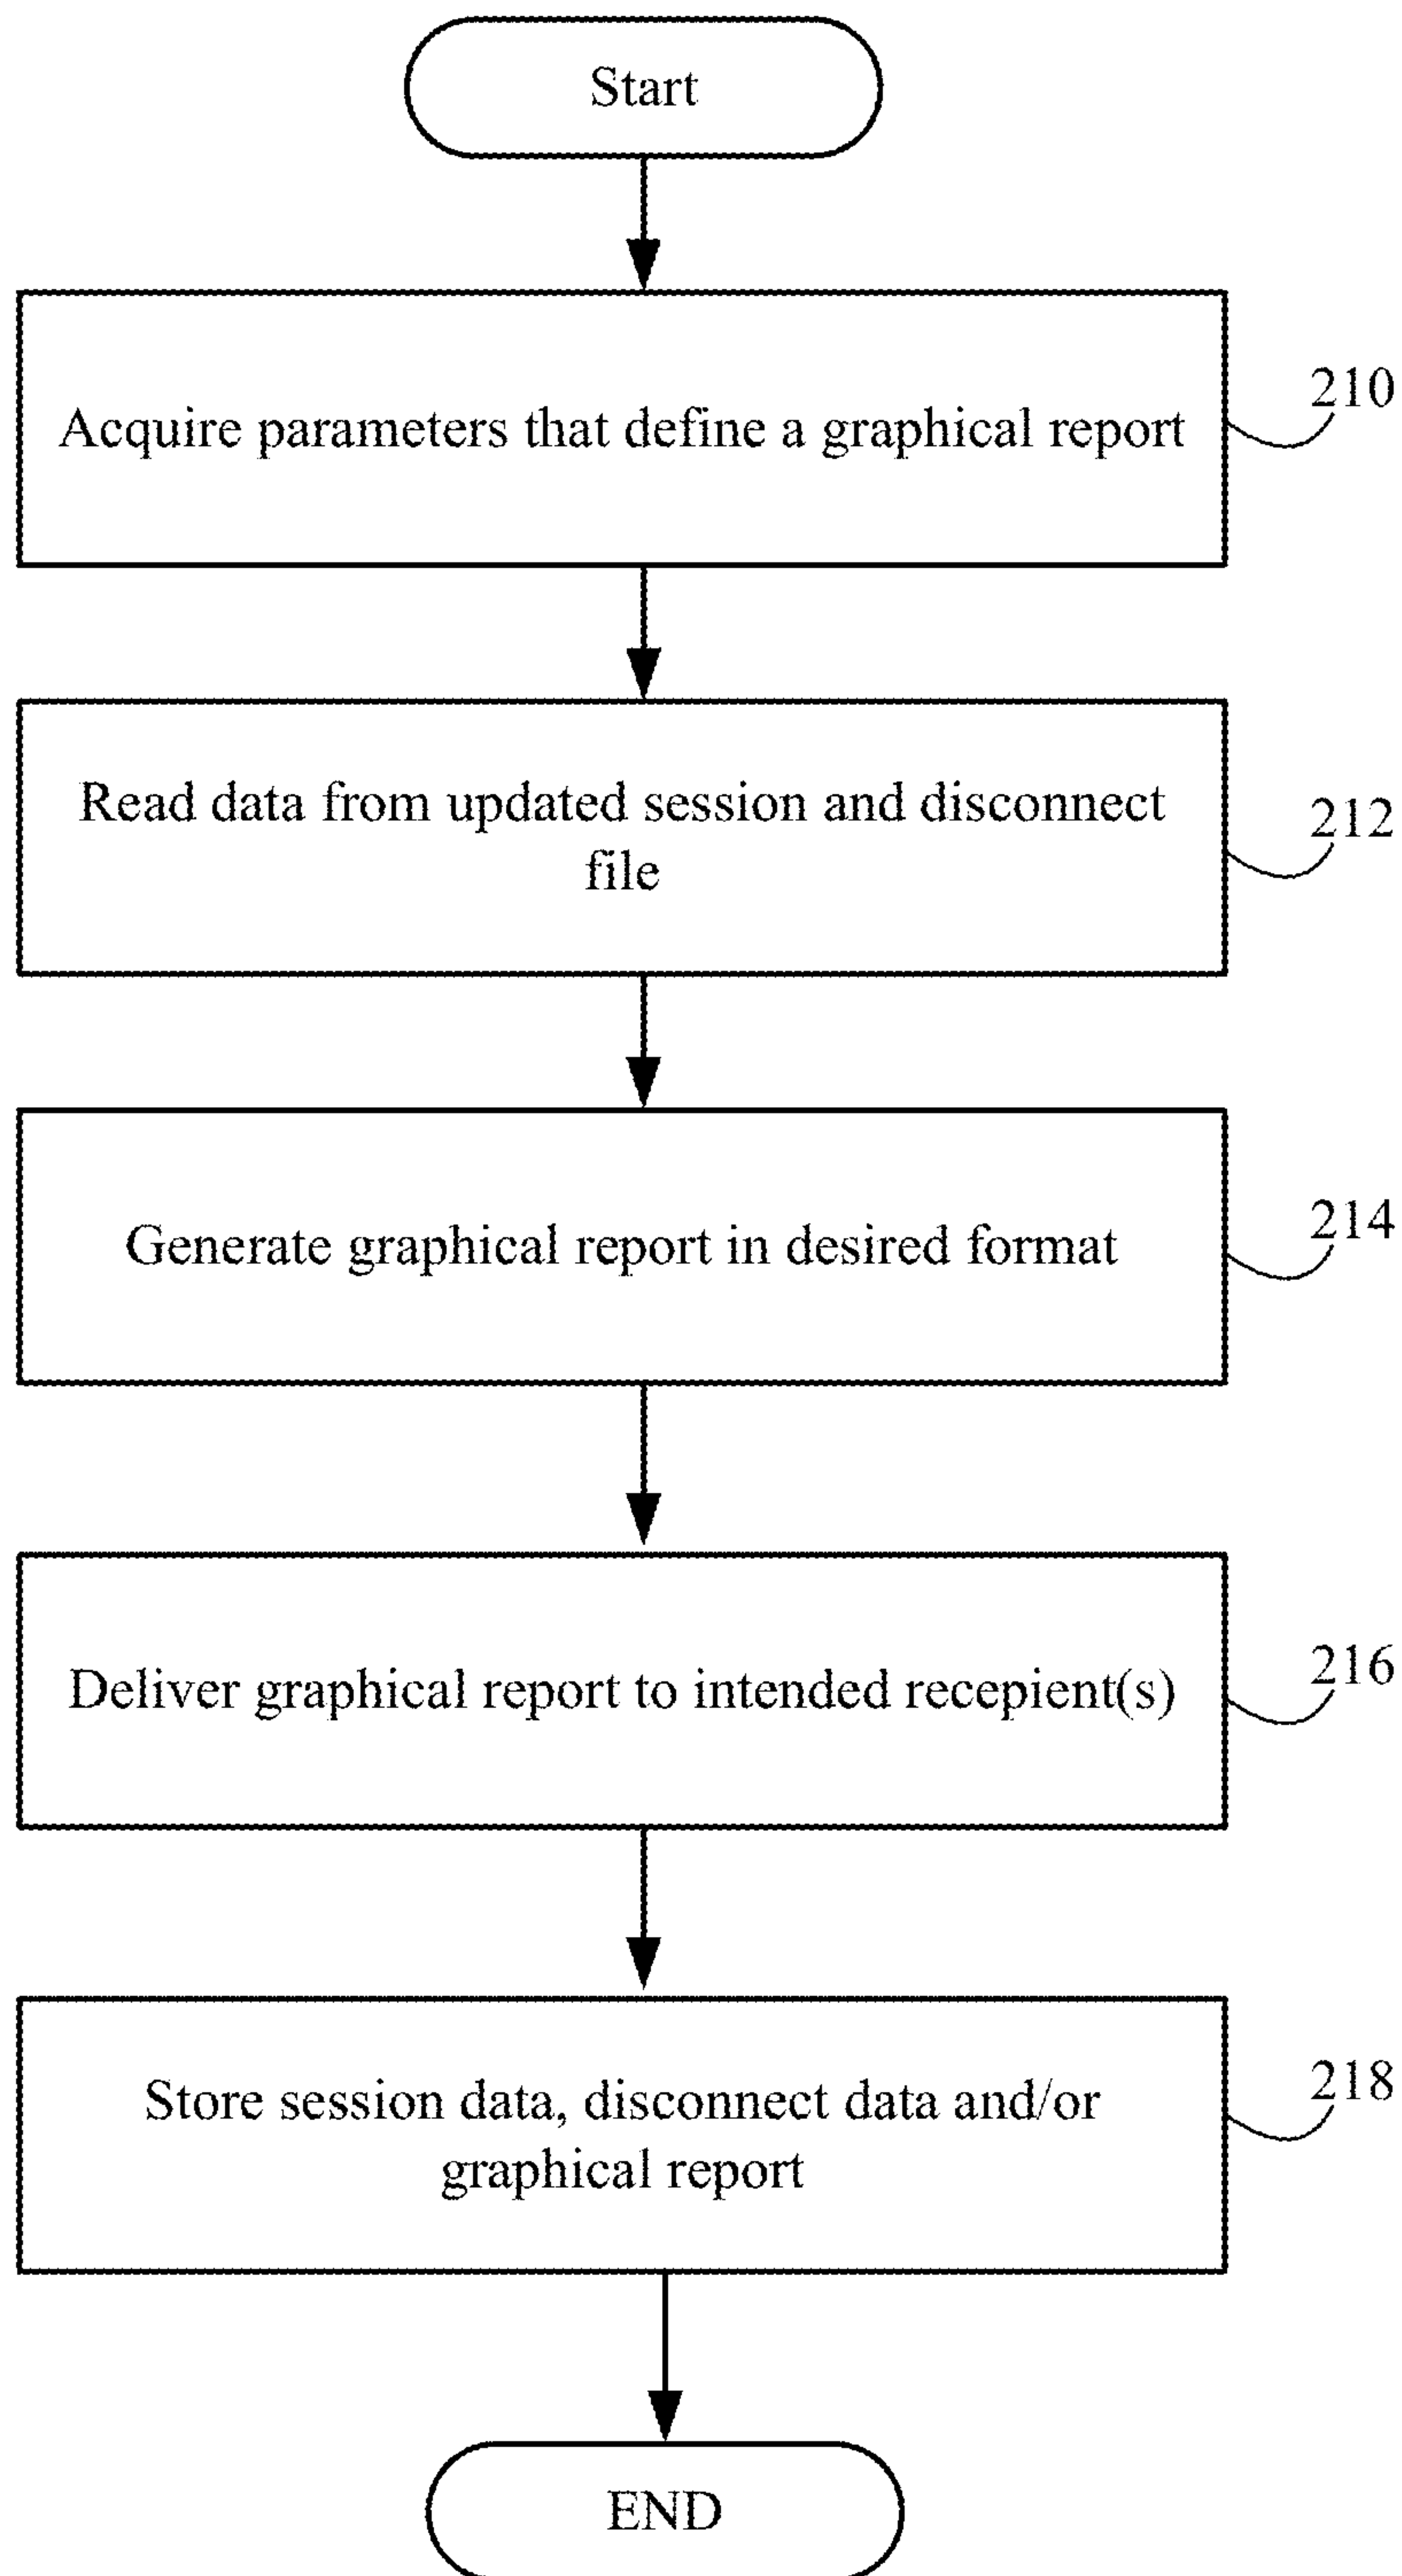 Start
Acquire parameters that define a graphical report
210
Read data from updated session and disconnect
file
212
Generate graphical report in desired format
214
Deliver graphical report to intended recepient(s)
216
Store session data, disconnect data and/or
graphical report
218
END